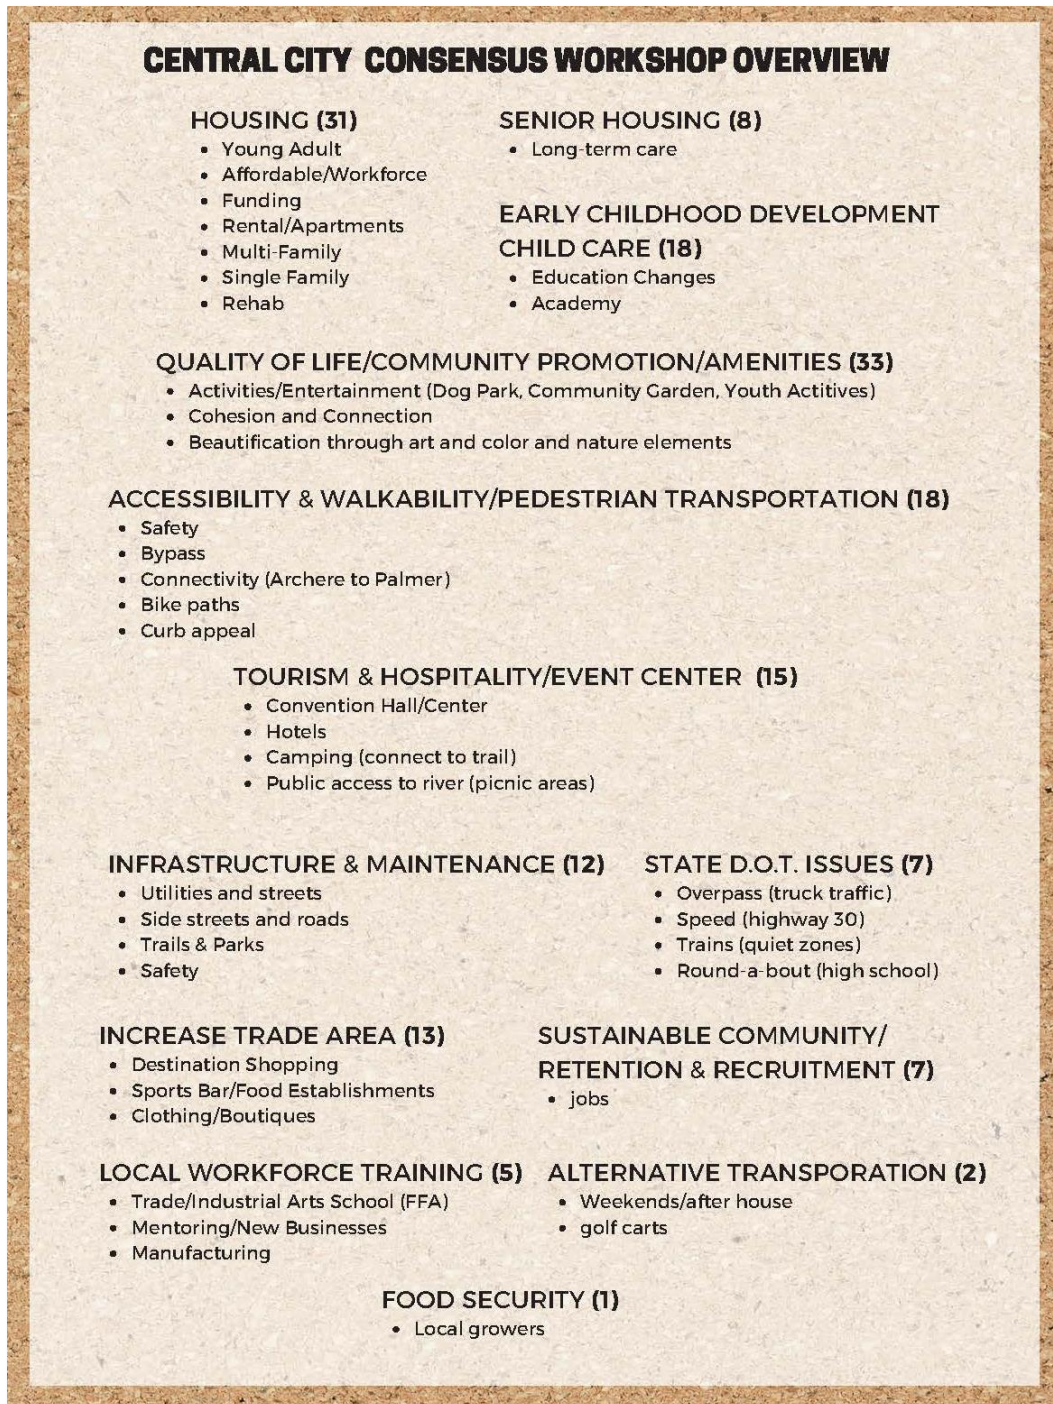 CENTRAL CITY CONSENSUS WORKSHOP OVERVIEW
HOUSING (31)
• Young Adult
• Affordable/Workforce
• Funding
• Rental/Apartments
• Multi-Family
• Single Family
• Rehab
SENIOR HOUSING (8)
• Long-term care
EARLY CHILDHOOD DEVELOPMENT
CHILD CARE (18)
• Education Changes
• Academy
QUALITY OF LIFE/COMMUNITY PROMOTION/AMENITIES (33)
• Activities/Entertainment (Dog Park, Community Garden, Youth Actitives)
• Cohesion and Connection
• Beautification through art and color and nature elements
ACCESSIBILITY & WALKABILITY/PEDESTRIAN TRANSPORTATION (18)
• Safety
• Bypass
• Connectivity (Archere to Palmer)
• Bike paths
• Curb appeal
TOURISM & HOSPITALITY/EVENT CENTER (15)
• Convention Hall/Center
• Hotels
• Camping (connect to trail)
• Public access to river (picnic areas)
INFRASTRUCTURE & MAINTENANCE (12)
• Utilities and streets
• Side streets and roads
• Trails & Parks
• Safety
STATE D.O.T. ISSUES (7)
• Overpass (truck traffic)
• Speed (highway 30)
• Trains (quiet zones)
• Round-a-bout (high school)
INCREASE TRADE AREA (13)
• Destination Shopping
• Sports Bar/Food Establishments
• Clothing/Boutiques
SUSTAINABLE COMMUNITY/
RETENTION & RECRUITMENT (7)
• jobs
LOCAL WORKFORCE TRAINING (5)
• Trade/Industrial Arts School (FFA)
• Mentoring/New Businesses
• Manufacturing
ALTERNATIVE TRANSPORATION (2)
• Weekends/after house
• golf carts
FOOD SECURITY (1)
• Local growers